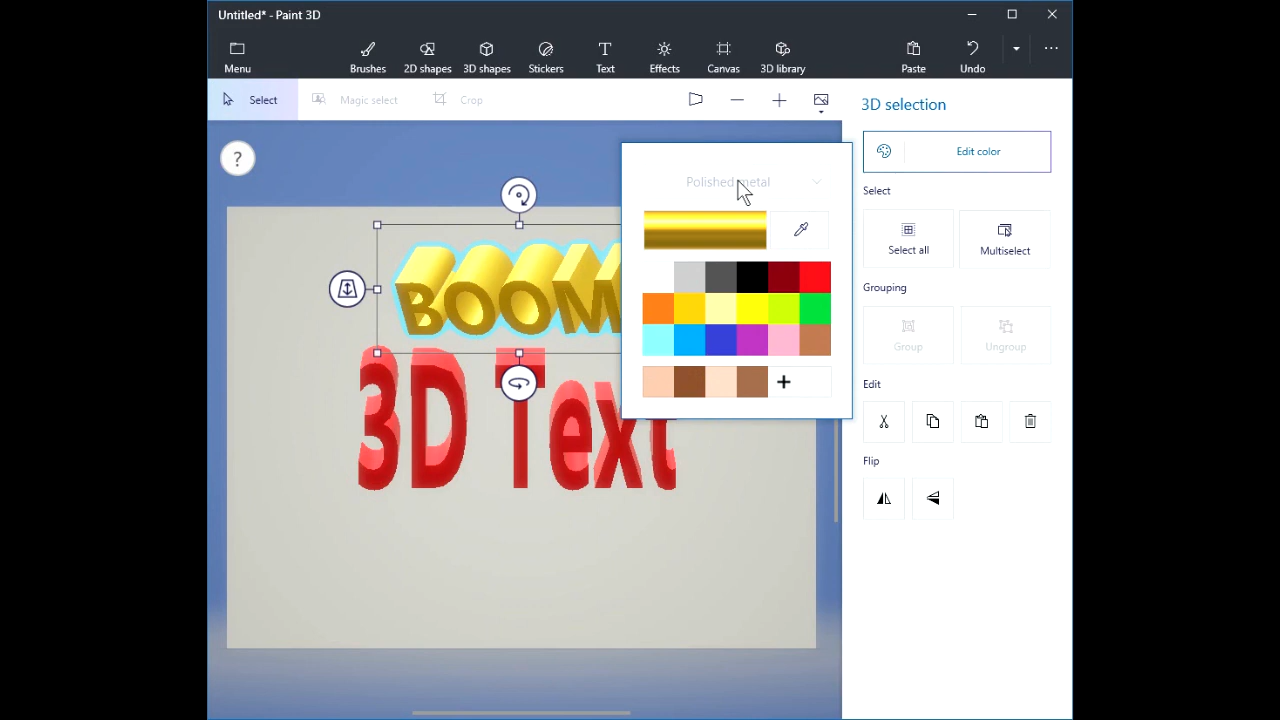 Untitled* - Paint 3D
Menu
Brushes
2D shapes
3D shapes
Stickers
Text
Effects
Canvas
3D library
Paste
Undo
Select
Magic select
Crop
3D selection
?
Edit color
Polished metal
Select
Select all
Multiselect
BOOM
Grouping
Group
Ungroup
3D Text
Edit
Flip